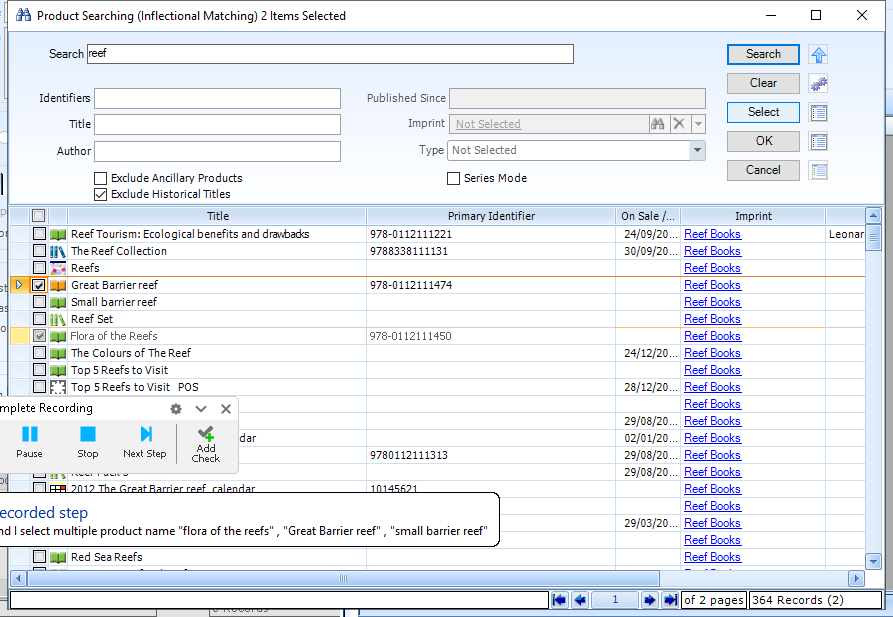 Product Searching (Inflectional Matching) 2 Items Selected
Search reef Search
Clear
Identifiers Published Since
Title Imprint Not Selected Select
Author Type Not Selected OK
Exclude Ancillary Products Series Mode Cancel
Exclude Historical Titles
Title Primary Identifier On Sale /... Imprint
Reef Tourism: Ecological benefits and drawbacks 978-0112111221 24/09/20... Reef Books Leonar
The Reef Collection 9788338111131 30/09/20... Reef Books
Reefs Reef Books
Great Barrier reef 978-0112111474 Reef Books
Small barrier reef Reef Books
Reef Set Reef Books
Flora of the Reefs 978-0112111450 Reef Books
The Colours of The Reef 24/12/20... Reef Books
Top 5 Reefs to Visit Reef Books
Top 5 Reefs to Visit POS 28/12/20... Reef Books
mplete Recording Reef Books
29/08/20... Reef Books
dar 02/01/20... Reef Books
Pause Stop Next Step Add Check 9780112111313 29/08/20... Reef Books
29/08/20... Reef Books
2012 The Great Barrier reef calendar 10145621 Reef Books
Reef Books
ecorded step 29/03/20... Reef Books
nd I select multiple product name "flora of the reefs" , "Great Barrier reef" , "small barrier reef" Reef Books
Red Sea Reefs Reef Books
1 of 2 pages 364 Records (2)